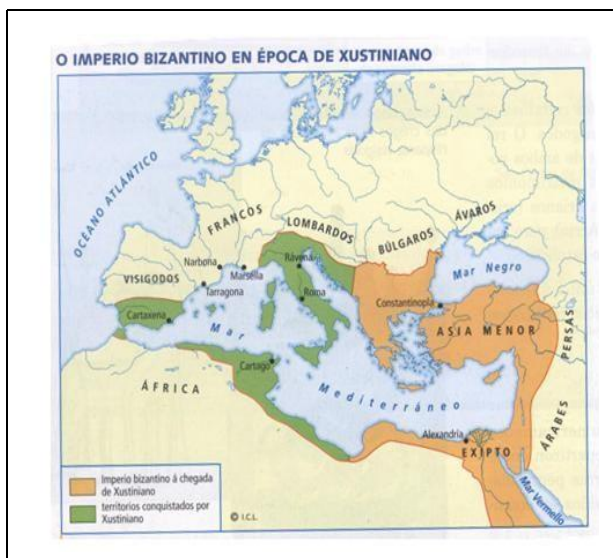 O IMPERIO BIZANTINO EN ÉPOCA DE XUSTINIANO
OCÉANO ATLÁNTICO
FRANCOS
LOMBARDOS
BÚLGAROS
ÁVAROS
VISIGODOS
Narbona
Marsella
Tarragona
Rávena
Roma
Mar Negro
Constantinopla
ASIA MENOR
PERSAS
Cartaxena
Mar Mediterráneo
Cartago
ÁFRICA
Alexandría
EXIPTO
ÁRABES
Mar Vermello
Imperio bizantino á chegada
de Xustiniano
territorios conquistados por
Xustiniano
© I.C.L.